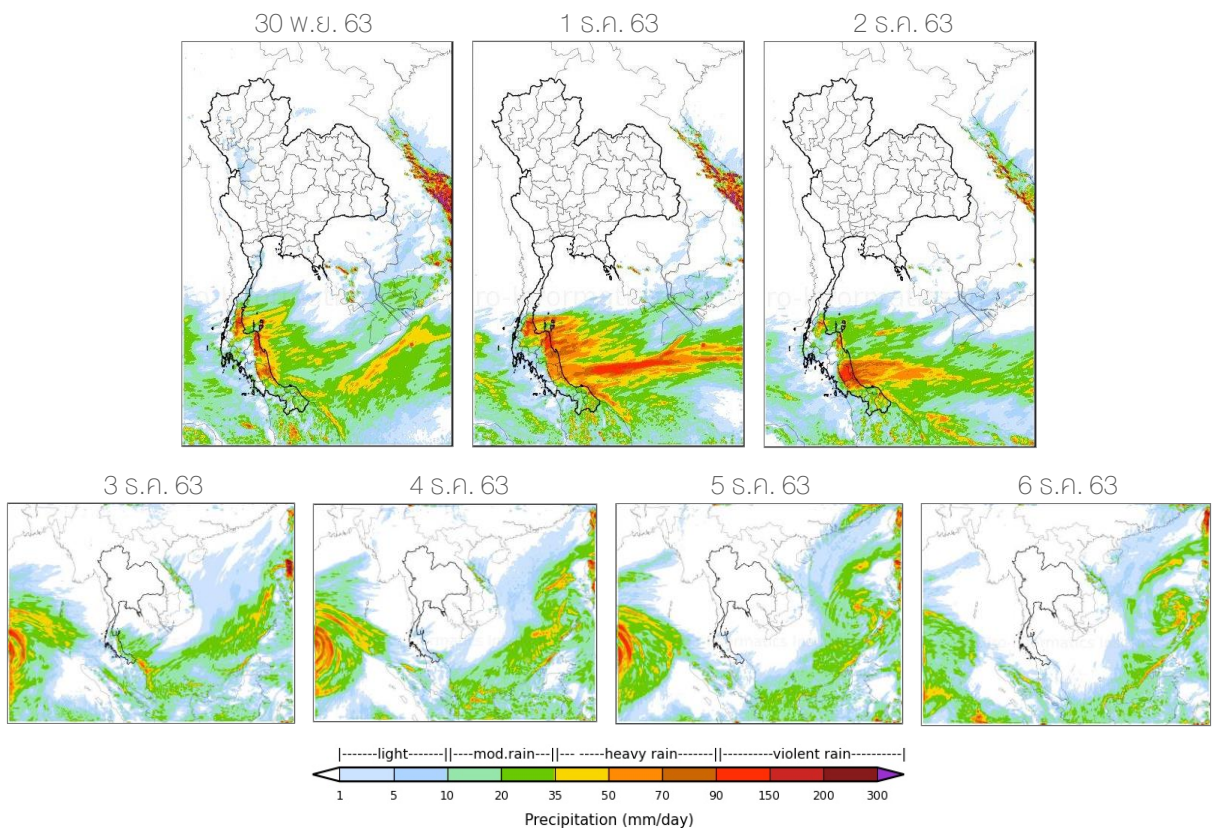 30 พ.ย. 63 1 ธ.ค. 63 2 ธ.ค. 63
3 ธ.ค. 63 4 ธ.ค. 63 5 ธ.ค. 63 6 ธ.ค. 63
|------light-------||----mod.rain---||--- -----heavy rain-------||---------violent rain----------|
1 5 10 20 35 50 70 90 150 200 300
Precipitation (mm/day)